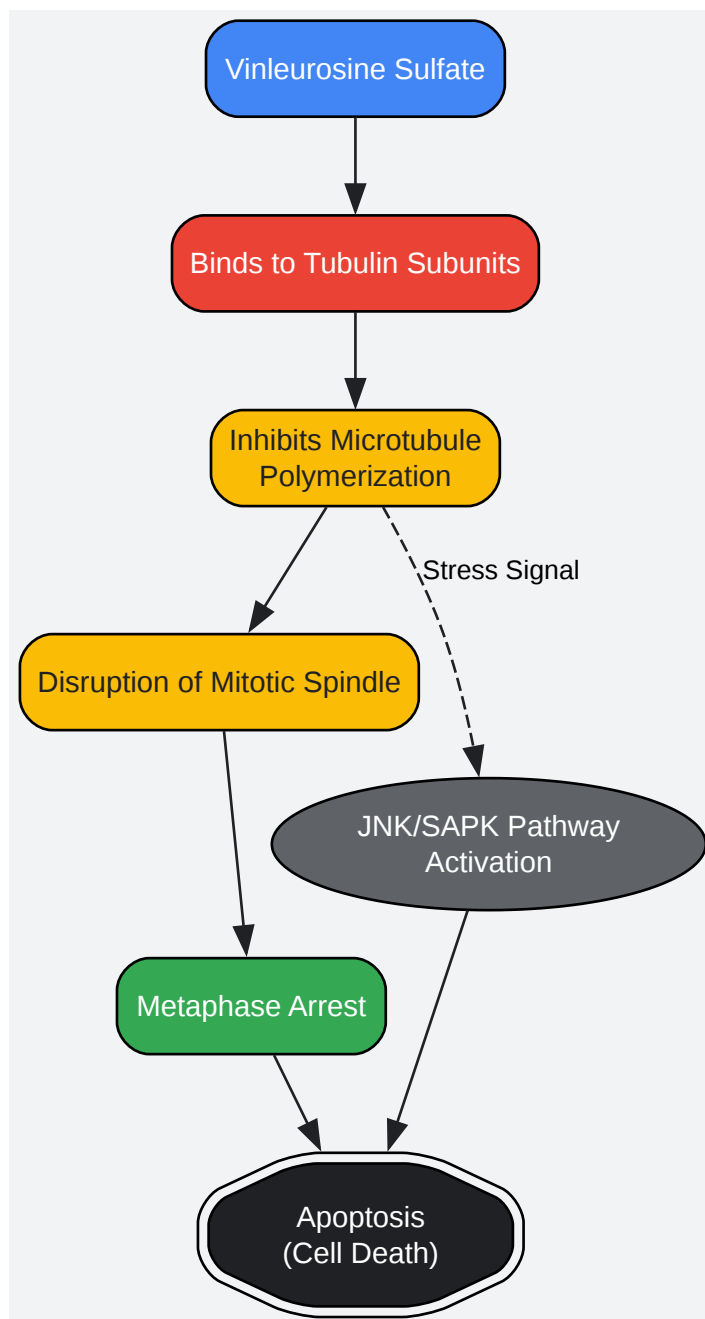 Vinleurosine Sulfate
Binds to Tubulin Subunits
Inhibits Microtubule
Polymerization
Stress Signal
Disruption of Mitotic Spindle
JNK/SAPK Pathway
Activation
Metaphase Arrest
Apoptosis
(Cell Death)